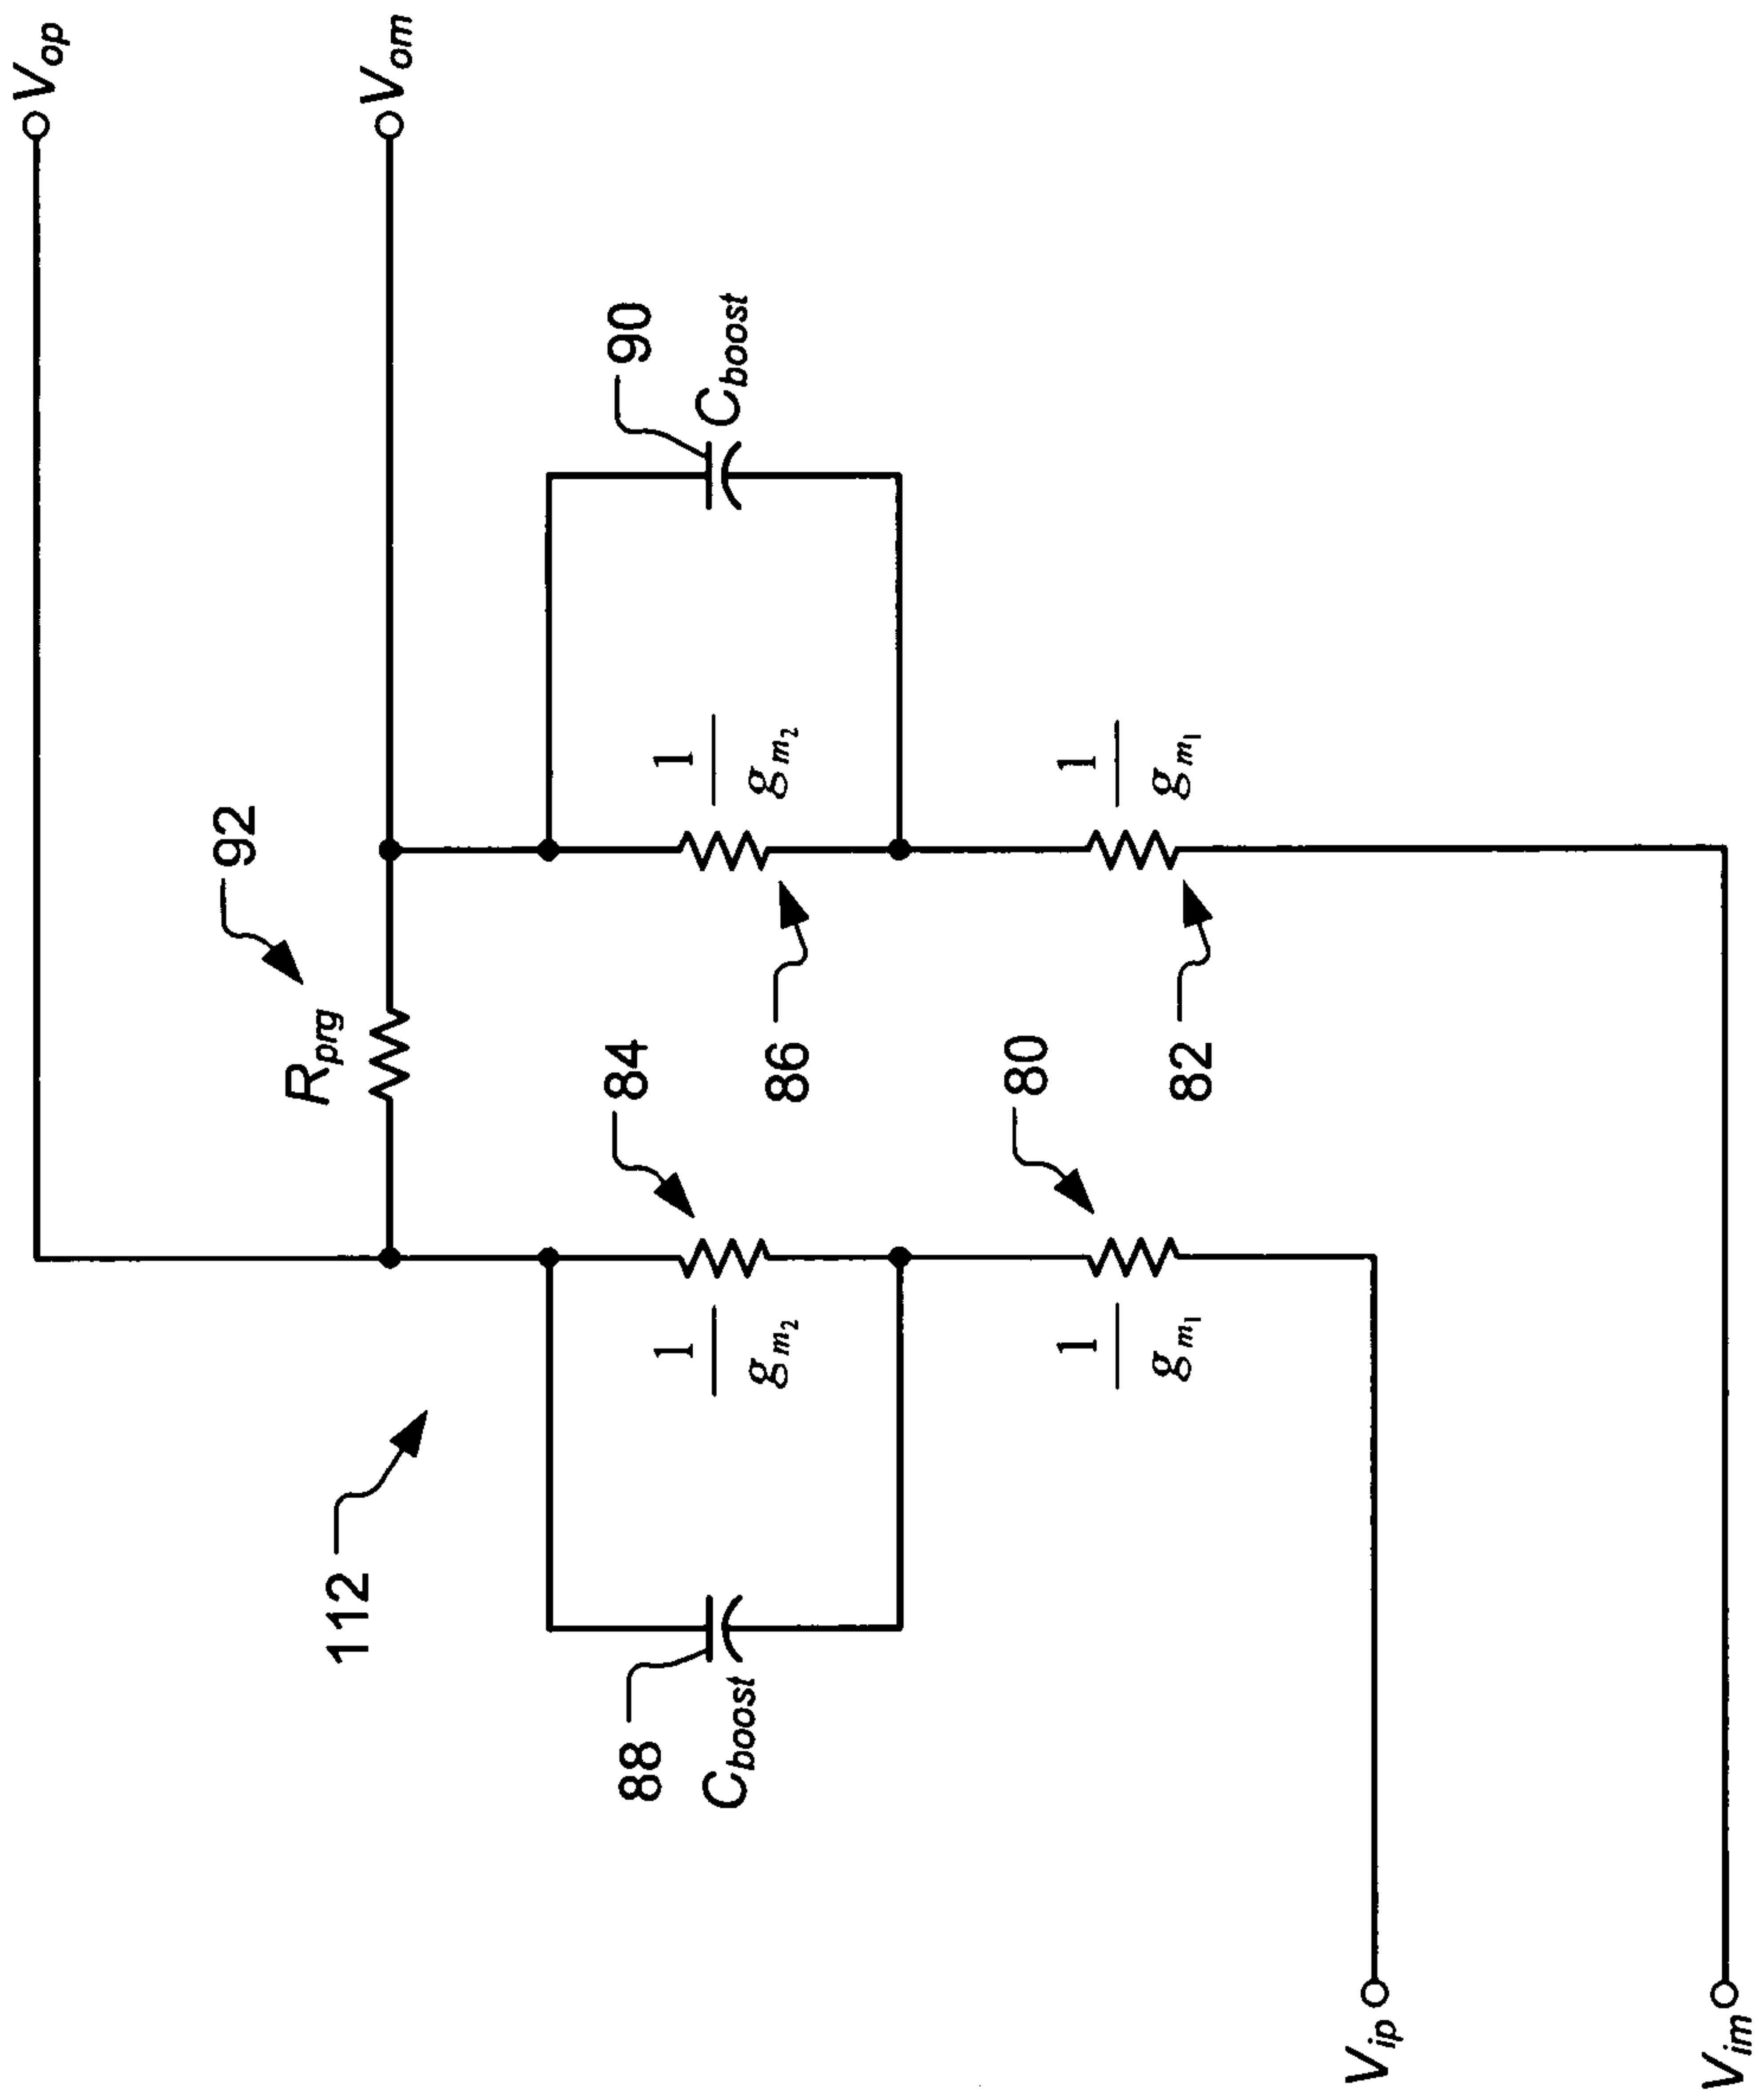 V_op
92
R_prg
V_om
112
84
90
88
C_boost
1/g_m2
86
1/g_m2
C_boost
80
1/g_m1
82
1/g_m1
V_ip
V_im